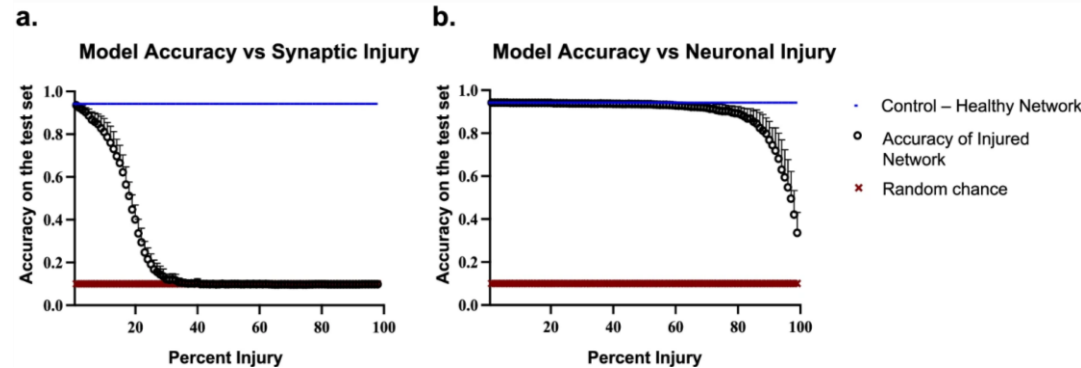 a.
Model Accuracy vs Synaptic Injury
Accuracy on the test set
1.0
0.8
0.6
0.4
0.2
0.0
20 40 60 80 100
Percent Injury
b.
Model Accuracy vs Neuronal Injury
Accuracy on the test set
1.0
0.8
0.6
0.4
0.2
0.0
20 40 60 80 100
Percent Injury
Control – Healthy Network
Accuracy of Injured
Network
Random chance